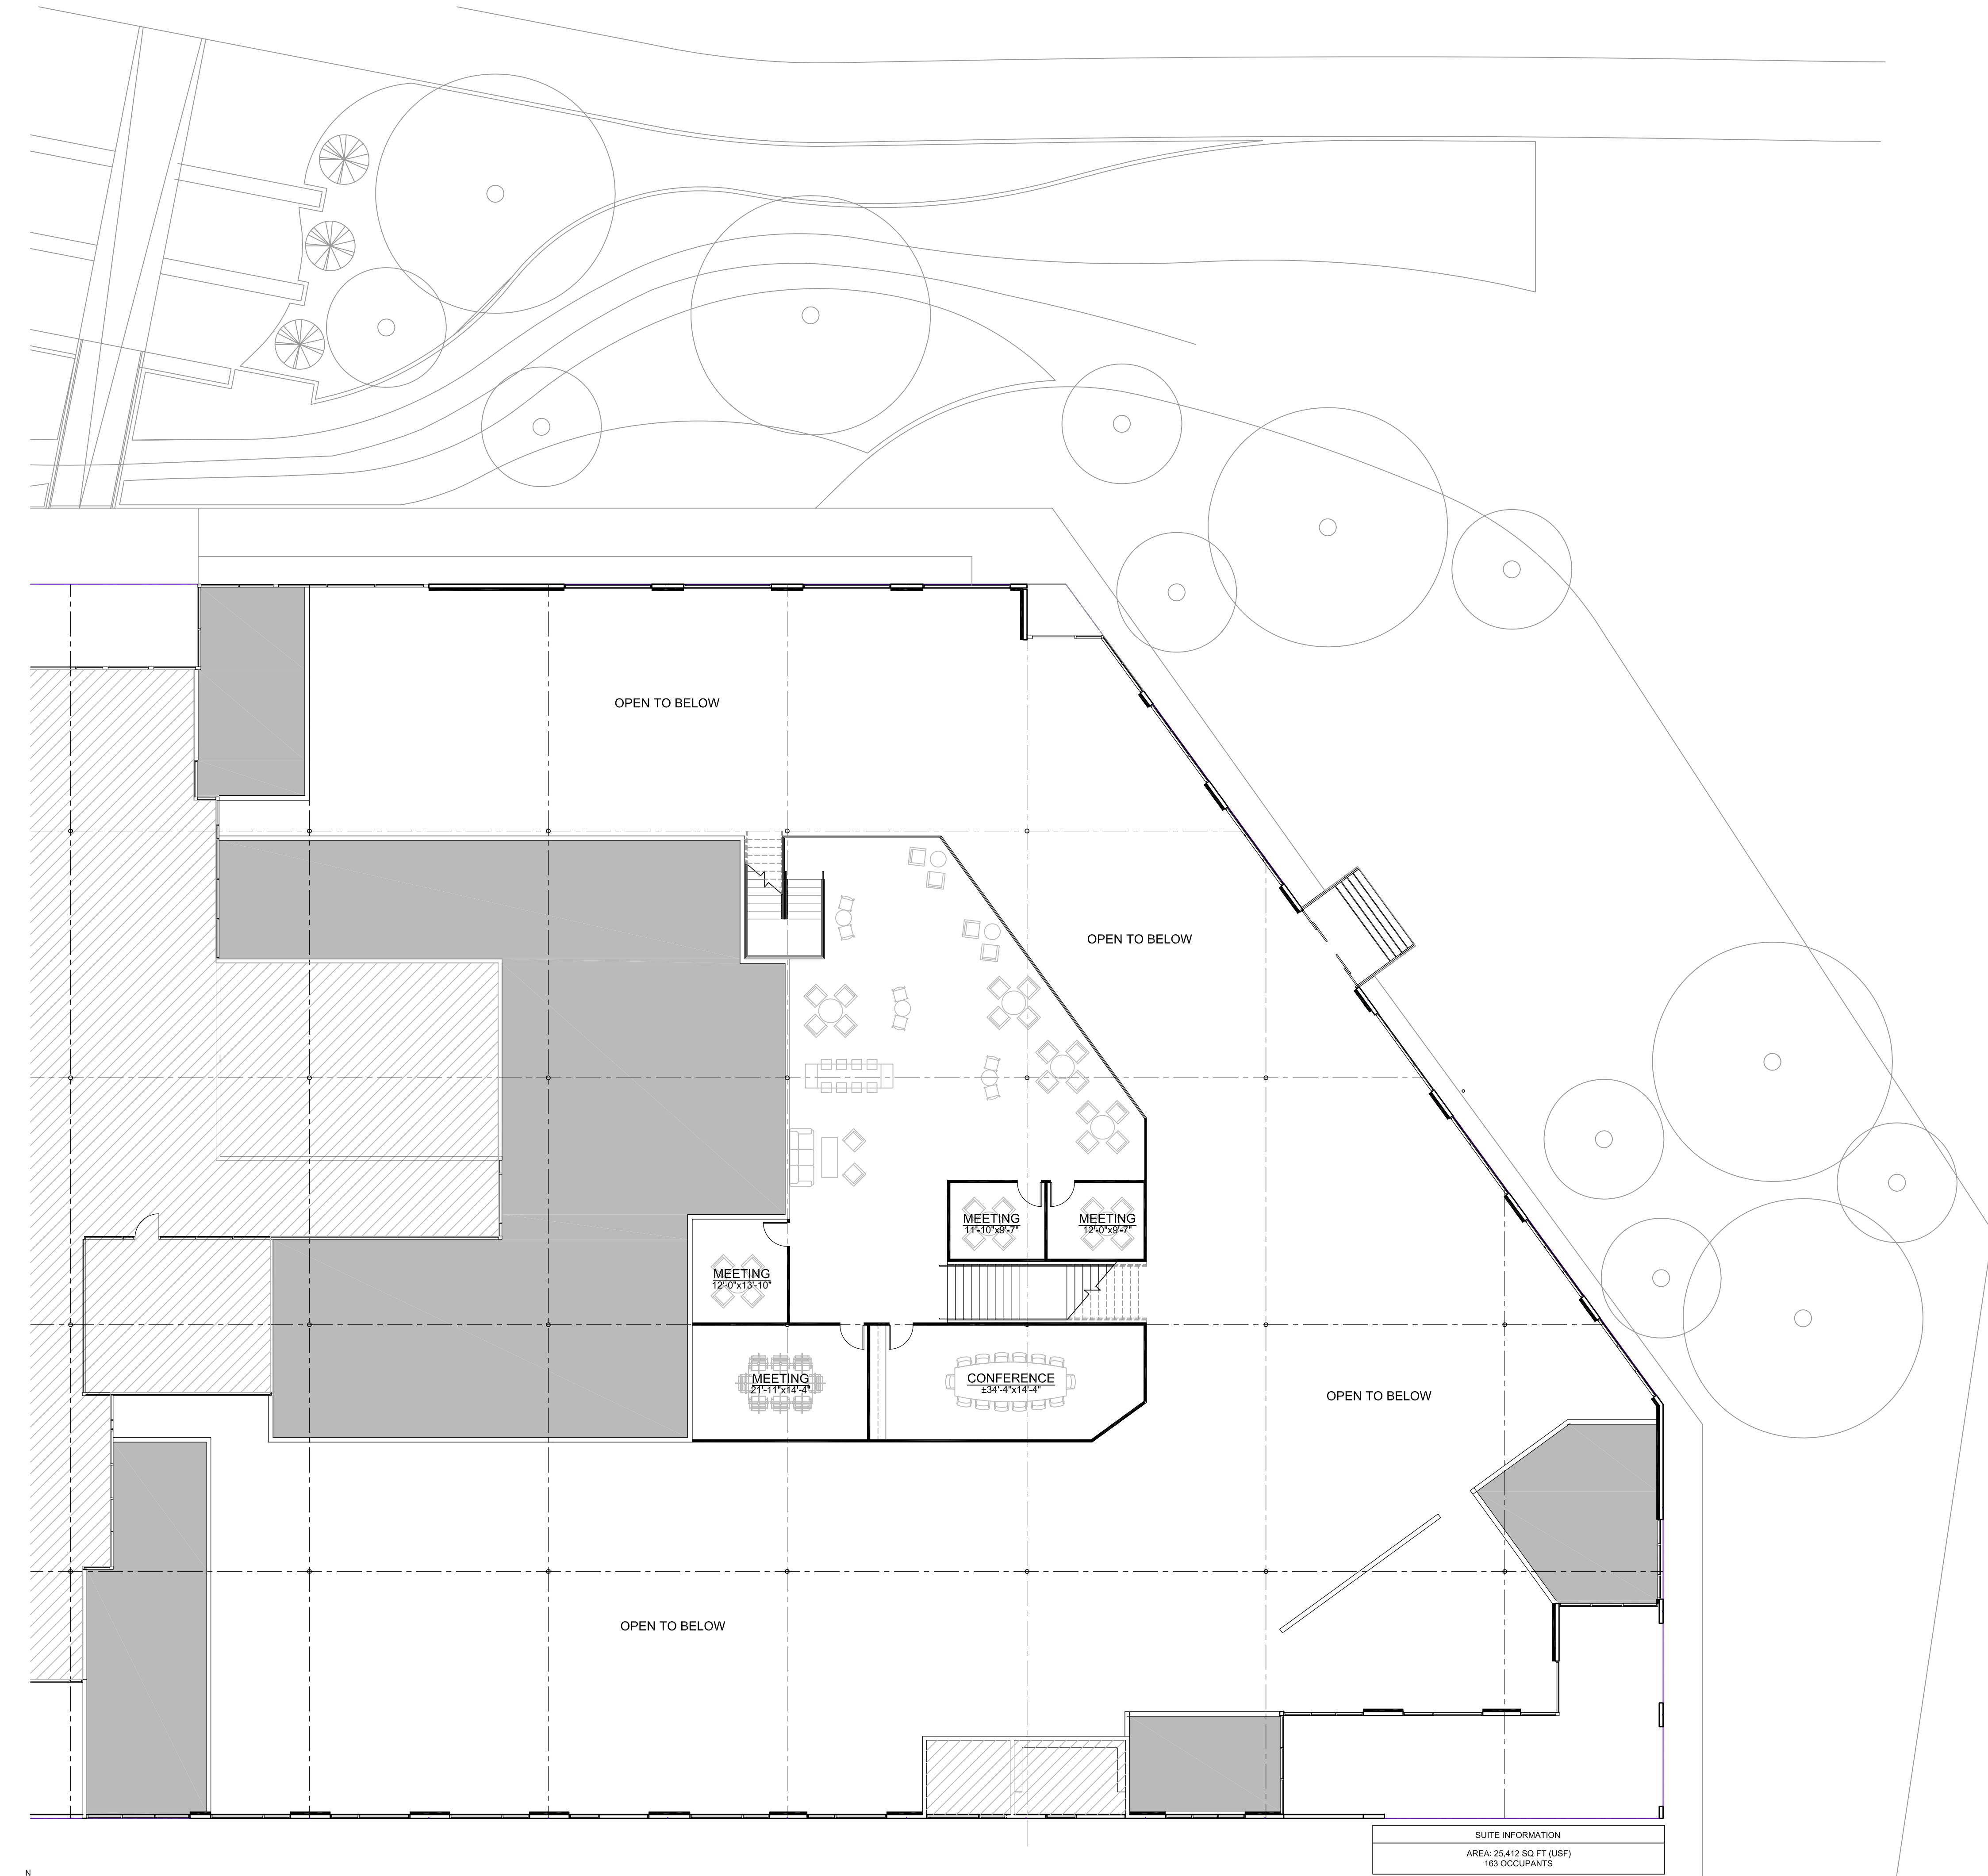 OPEN TO BELOW
OPEN TO BELOW
MEETING
11'-10"x9'-7"
MEETING
12'-0"x9'-7"
MEETING
12'-0"x13'-10"
MEETING
21'-11"x14'-4"
CONFERENCE
±34'-4"x14'-4"
OPEN TO BELOW
OPEN TO BELOW
SUITE INFORMATION
AREA: 25,412 SQ FT (USF)
163 OCCUPANTS
N